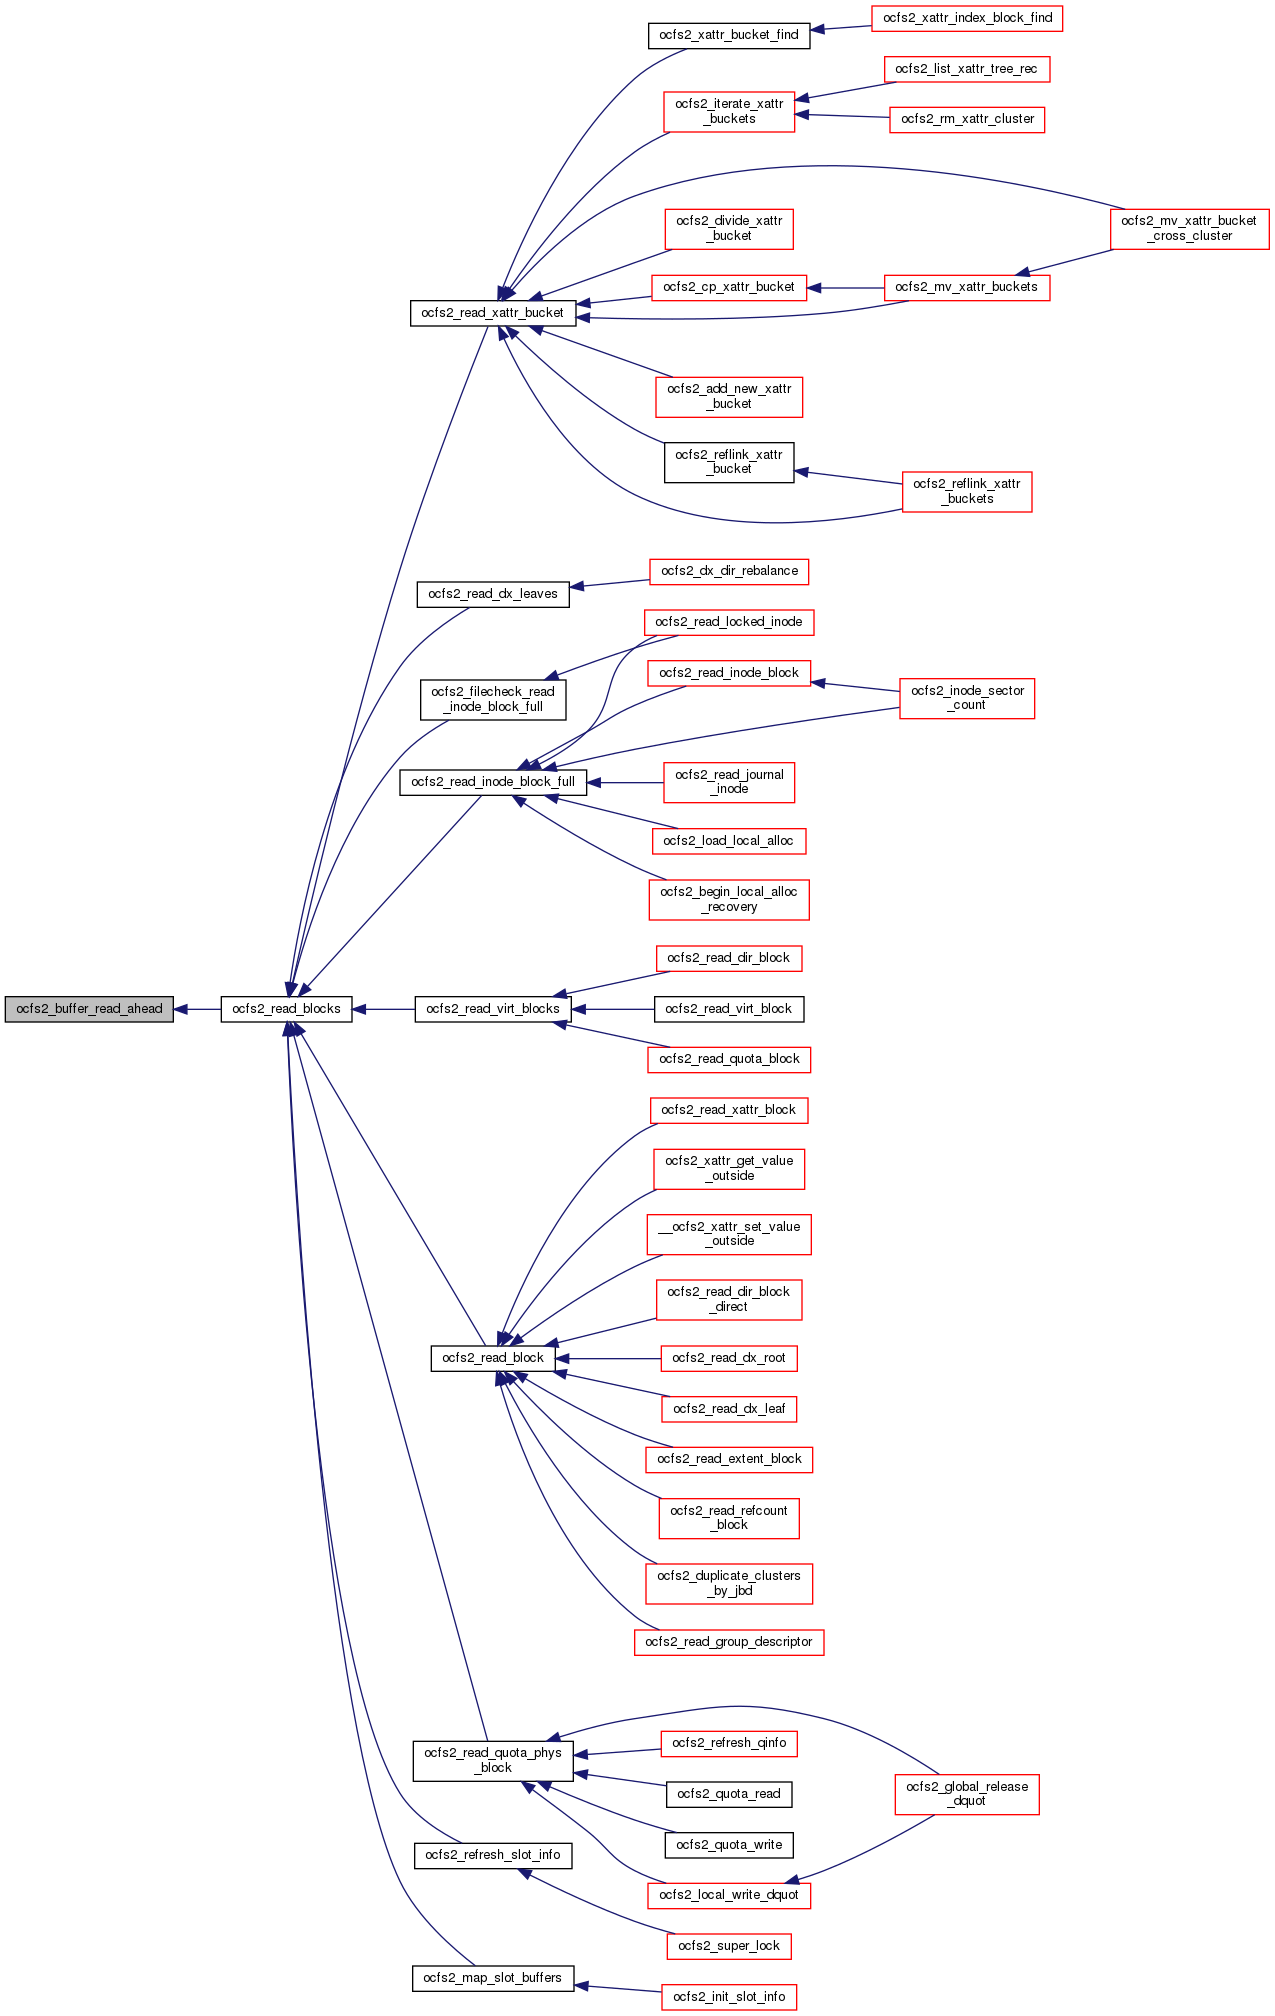 ocfs2_xattr_index_block_find
ocfs2_xattr_bucket_find
ocfs2_list_xattr_tree_rec
ocfs2_iterate_xattr
_buckets
ocfs2_rm_xattr_cluster
ocfs2_divide_xattr
_bucket
ocfs2_mv_xattr_bucket
_cross_cluster
ocfs2_cp_xattr_bucket
ocfs2_mv_xattr_buckets
ocfs2_read_xattr_bucket
ocfs2_add_new_xattr
_bucket
ocfs2_reflink_xattr
_bucket
ocfs2_reflink_xattr
_buckets
ocfs2_dx_dir_rebalance
ocfs2_read_dx_leaves
ocfs2_read_locked_inode
ocfs2_read_inode_block
ocfs2_filecheck_read
_inode_block_full
ocfs2_inode_sector
_count
ocfs2_read_inode_block_full
ocfs2_read_journal
_inode
ocfs2_load_local_alloc
ocfs2_begin_local_alloc
_recovery
ocfs2_read_dir_block
ocfs2_buffer_read_ahead
ocfs2_read_blocks
ocfs2_read_virt_blocks
ocfs2_read_virt_block
ocfs2_read_quota_block
ocfs2_read_xattr_block
ocfs2_xattr_get_value
_outside
__ocfs2_xattr_set_value
_outside
ocfs2_read_dir_block
_direct
ocfs2_read_block
ocfs2_read_dx_root
ocfs2_read_dx_leaf
ocfs2_read_extent_block
ocfs2_read_refcount
_block
ocfs2_duplicate_clusters
_by_jbd
ocfs2_read_group_descriptor
ocfs2_refresh_qinfo
ocfs2_read_quota_phys
_block
ocfs2_quota_read
ocfs2_global_release
_dquot
ocfs2_quota_write
ocfs2_refresh_slot_info
ocfs2_local_write_dquot
ocfs2_super_lock
ocfs2_map_slot_buffers
ocfs2_init_slot_info